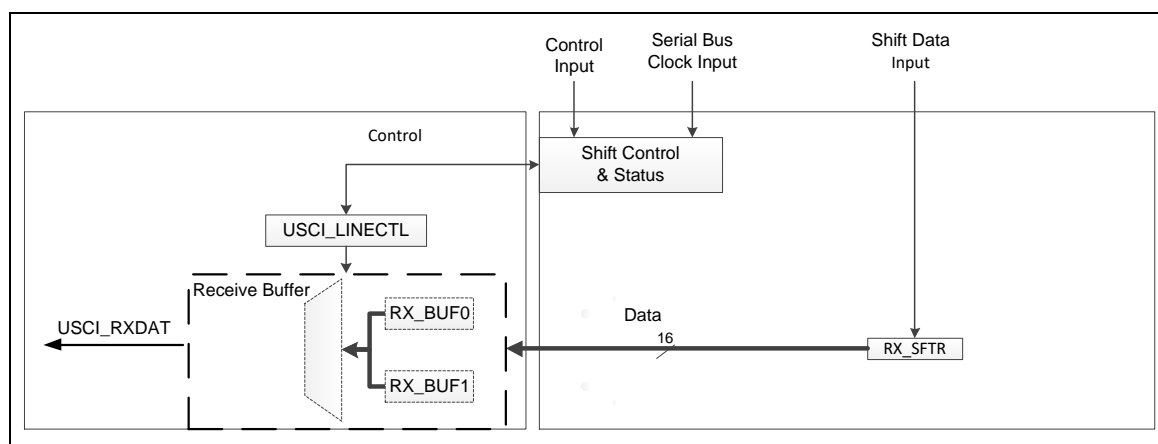 Control
Input
Serial Bus
Clock Input
Shift Data
Input
Control
Shift Control
& Status
USCI_LINECTL
Receive Buffer
RX_BUF0
USCI_RXDAT
Data
16
RX_SFTR
RX_BUF1